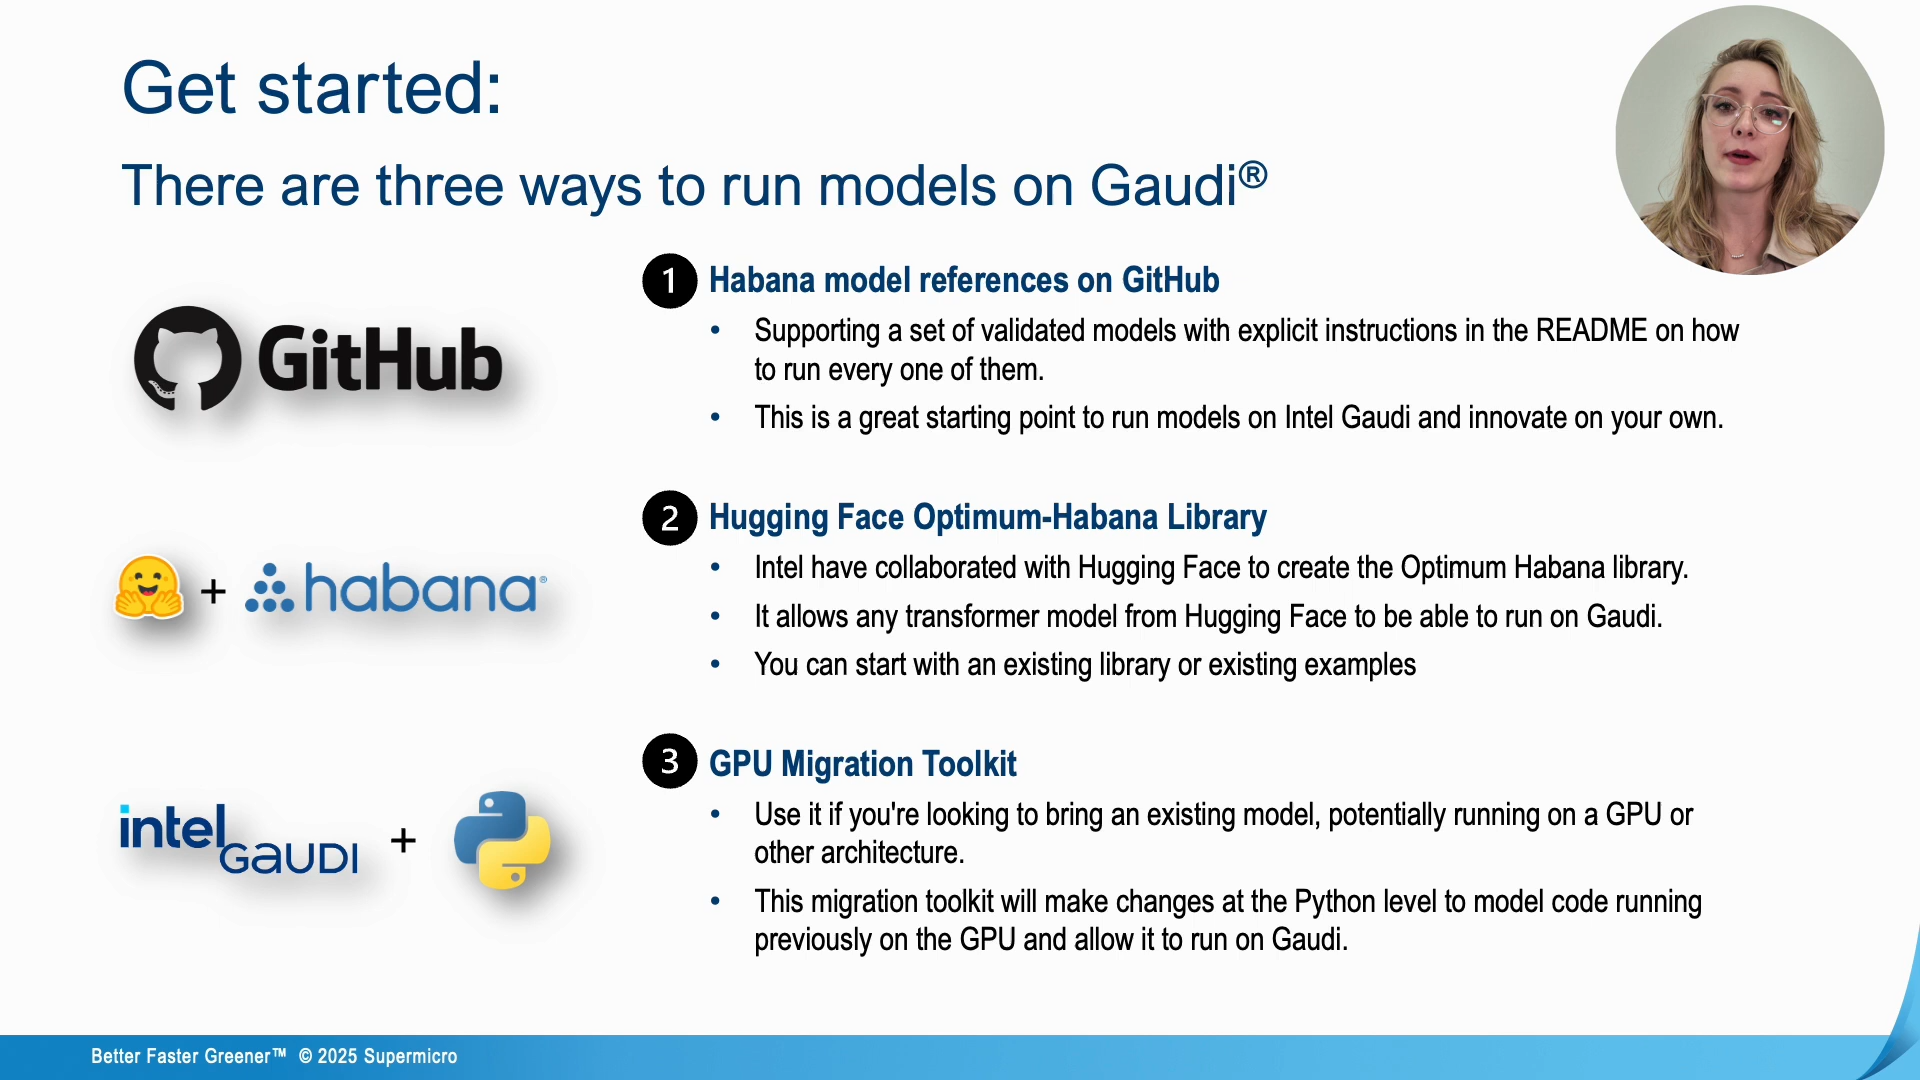 Get started:
There are three ways to run models on Gaudi®
GitHub
1 Habana model references on GitHub
• Supporting a set of validated models with explicit instructions in the README on how
to run every one of them.
• This is a great starting point to run models on Intel Gaudi and innovate on your own.
+ habana®
2 Hugging Face Optimum-Habana Library
• Intel have collaborated with Hugging Face to create the Optimum Habana library.
• It allows any transformer model from Hugging Face to be able to run on Gaudi.
• You can start with an existing library or existing examples
intel GAUDI +
3 GPU Migration Toolkit
• Use it if you're looking to bring an existing model, potentially running on a GPU or
other architecture.
• This migration toolkit will make changes at the Python level to model code running
previously on the GPU and allow it to run on Gaudi.
Better Faster Greener™ © 2025 Supermicro